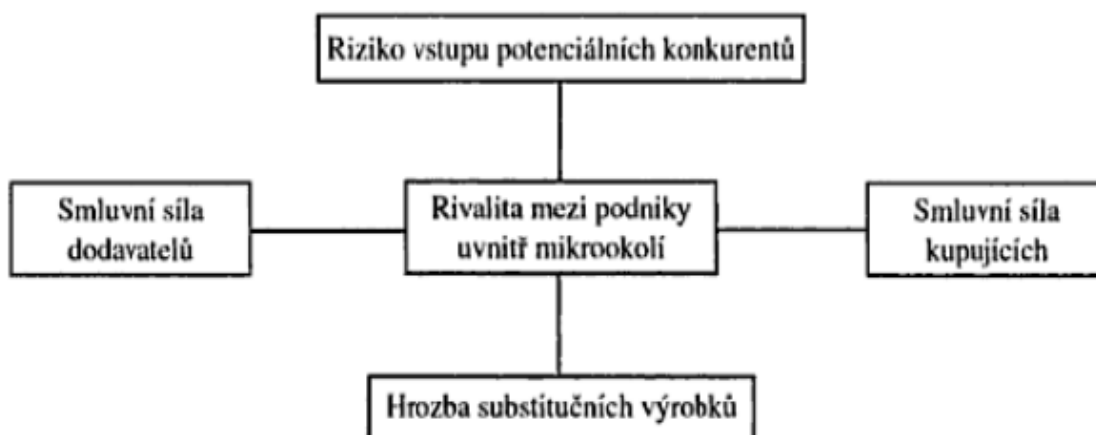 Riziko vstupu potenciálních konkurentů
Smluvní síla
dodavatelů
Rivalita mezi podniky
uvnitř mikrookolí
Smluvní síla
kupujících
Hrozba substitučních výrobků